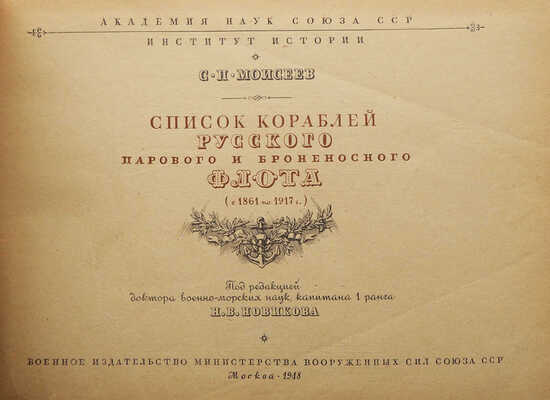 АКАДЕМИЯ НАУК СОЮЗА ССР
ИНСТИТУТ ИСТОРИИ
С·П·МОИСЕЕВ
СПИСОК КОРАБЛЕЙ
РУССКОГО
ПАРОВОГО И БРОНЕНОСНОГО
ФЛОТА
(с 1861 по 1917 г.)
Под редакцией
доктора военно-морских наук, капитана 1 ранга
Н.В.НОВИКОВА
ВОЕННОЕ ИЗДАТЕЛЬСТВО МИНИСТЕРСТВА ВООРУЖЕННЫХ СИЛ СОЮЗА ССР
Москва · 1948